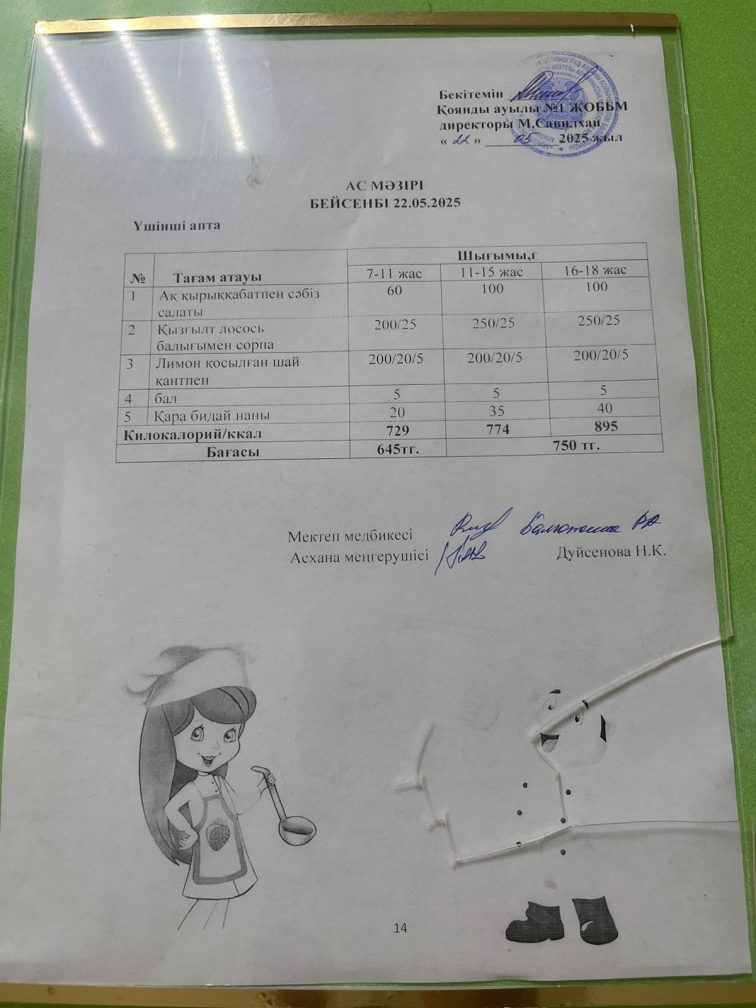 Бекітемін
Қоянды ауылы №1 ЖОББМ
директоры М.Савилхан
« 22 » 05 2025 жыл
АС МӘЗІРІ
БЕЙСЕНБІ 22.05.2025
Үшінші апта
№ Тағам атауы Шығымы,г
7-11 жас 11-15 жас 16-18 жас
1 Ақ қырыққабатпен сәбіз 60 100 100
салаты
2 Қызғылт лосось 200/25 250/25 250/25
балығымен сорпа
3 Лимон қосылған шай 200/20/5 200/20/5 200/20/5
қантпен
4 бал 5 5 5
5 Қара бидай наны 20 35 40
Килокалорий/ккал 729 774 895
Бағасы 645тг. 750 тг.
Мектеп медбикесі
Асхана меңгерушісі Дуйсенова Н.К.
14